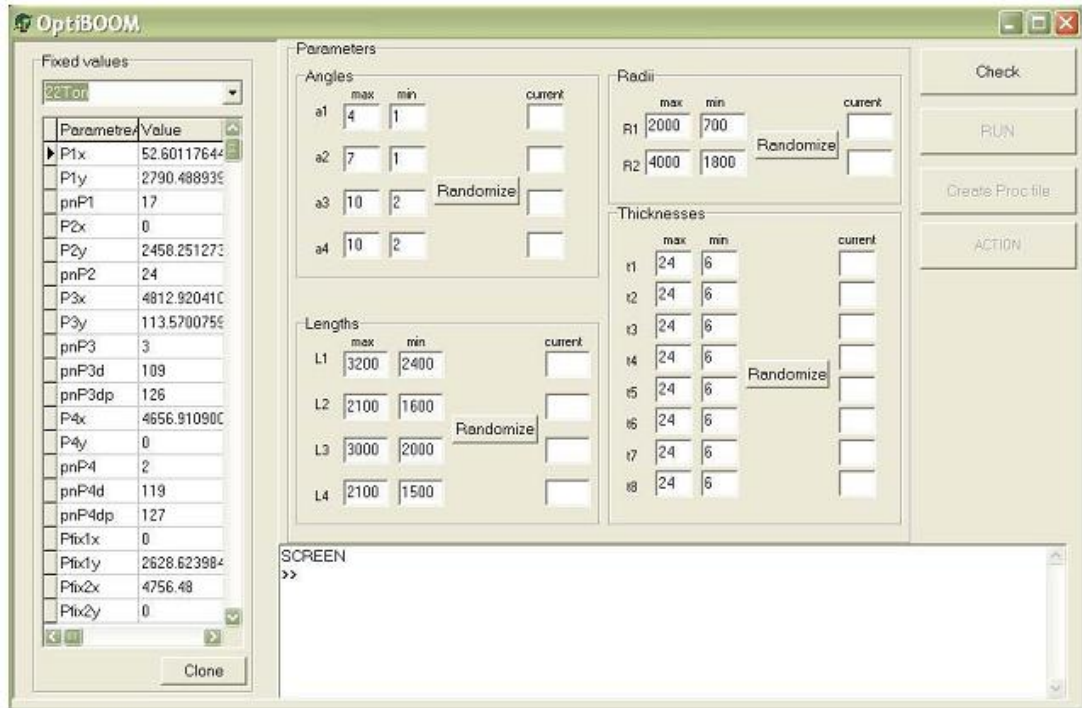 OptiBOOM
Fixed values
22Ton
ParametreA Value
P1x 52.60117644
P1y 2790.488939
pnP1 17
P2x 0
P2y 2458.251273
pnP2 24
P3x 4812.920410
P3y 113.5700759
pnP3 3
pnP3d 109
pnP3dp 126
P4x 4656.910900
P4y 0
pnP4 2
pnP4d 119
pnP4dp 127
Pfix1x 0
Pfix1y 2628.623984
Pfix2x 4756.48
Pfix2y 0
Clone
Parameters
Angles
max min current
a1 4 1
a2 7 1
a3 10 2
a4 10 2
Randomize
Lengths
max min current
L1 3200 2400
L2 2100 1600
L3 3000 2000
L4 2100 1500
Randomize
Radii
max min current
R1 2000 700
R2 4000 1800
Randomize
Thicknesses
max min current
t1 24 6
t2 24 6
t3 24 6
t4 24 6
t5 24 6
t6 24 6
t7 24 6
t8 24 6
Randomize
Check
RUN
Create Proc file
ACTION
SCREEN
>>